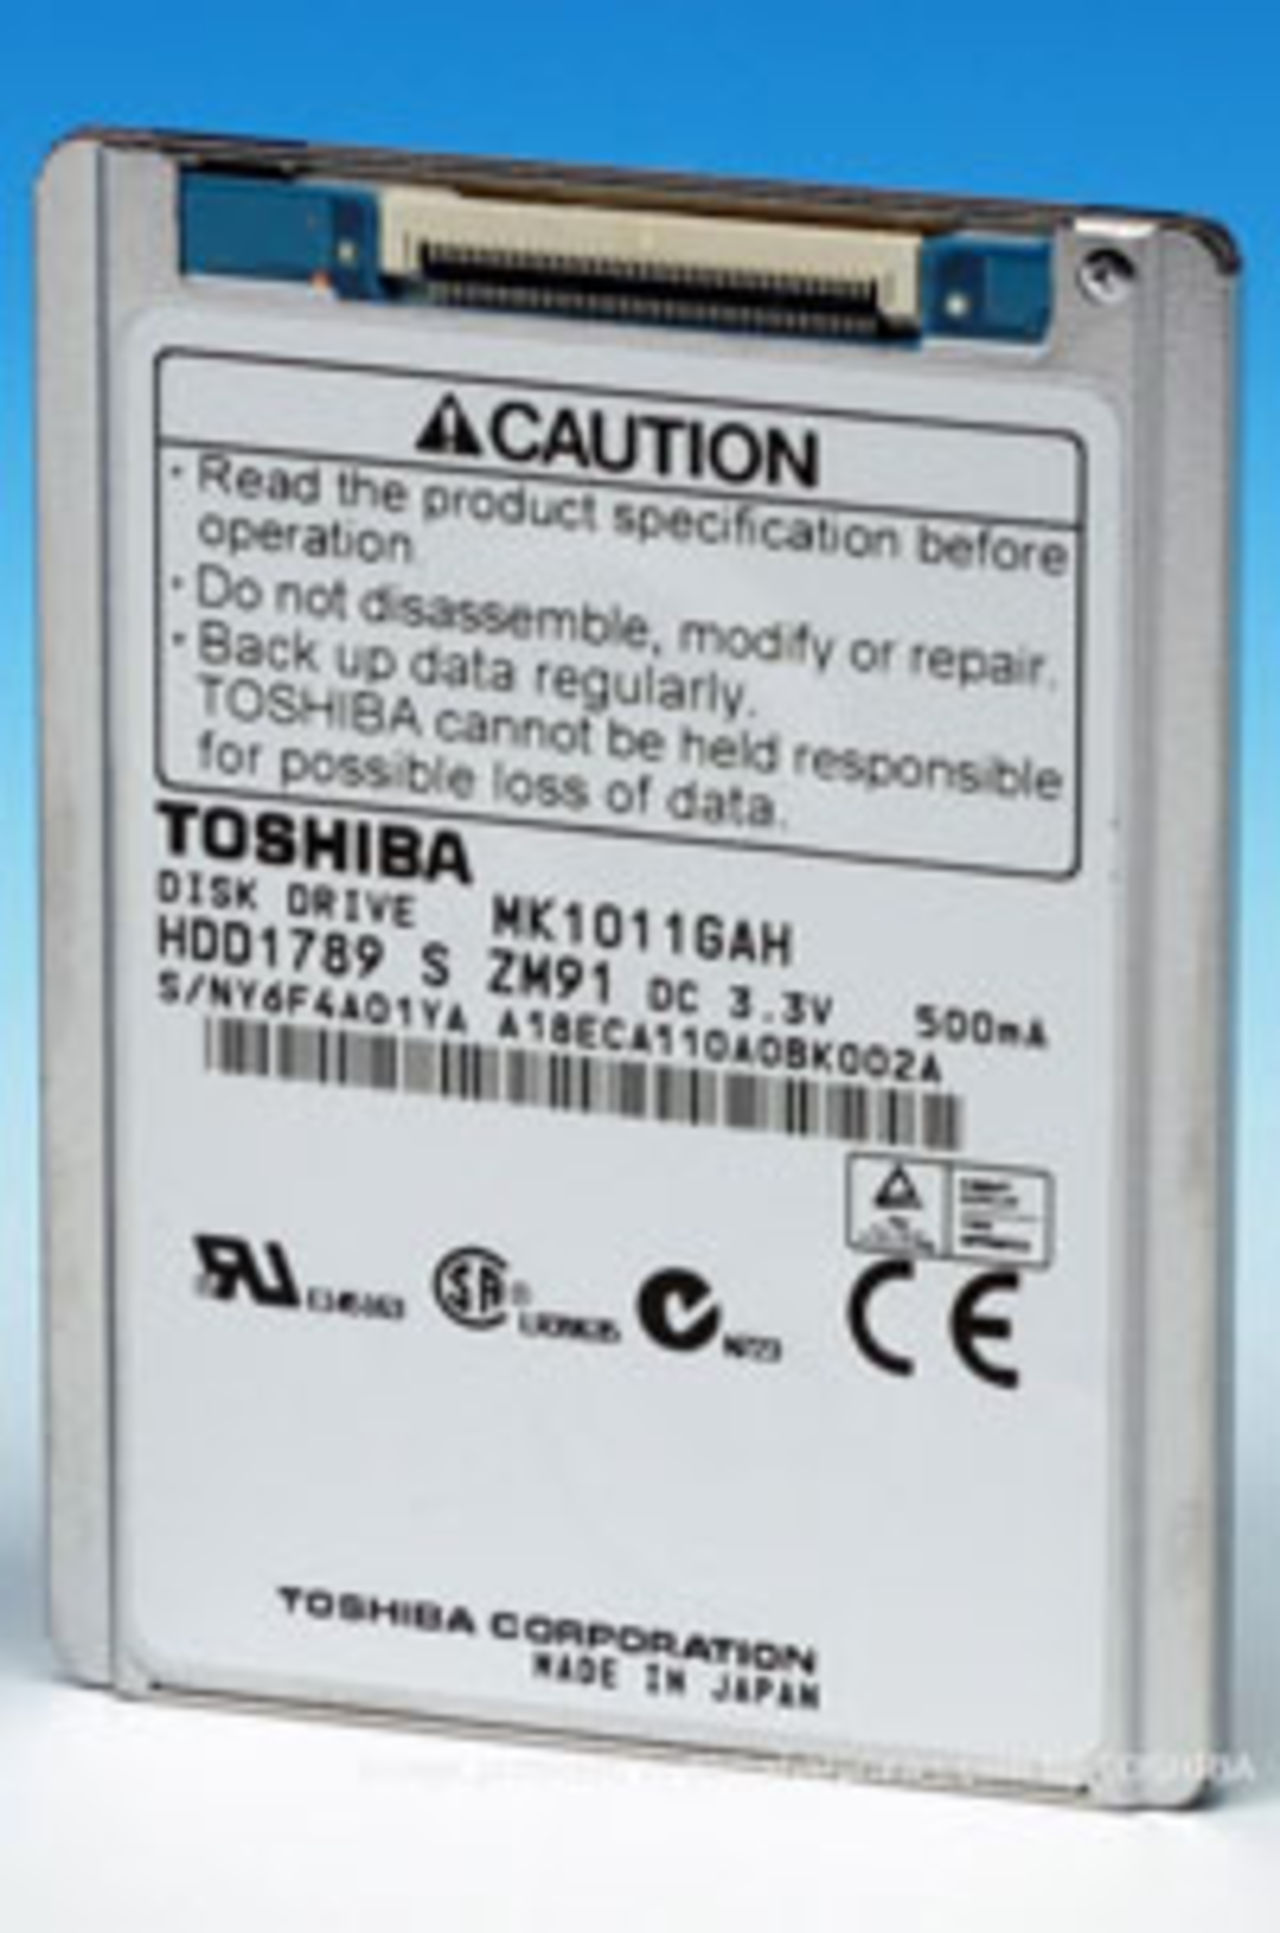 CAUTION
· Read the product specification before
operation
· Do not disassemble, modify or repair.
· Back up data regularly.
TOSHIBA cannot be held responsible
for possible loss of data.
TOSHIBA
DISK DRIVE MK1011GAH
HDD1789 S ZM91 DC 3.3V 500mA
S/NY6F4A01YA A18ECA110A0BK002A
CE
TOSHIBA CORPORATION
MADE IN JAPAN
TOSHIBA